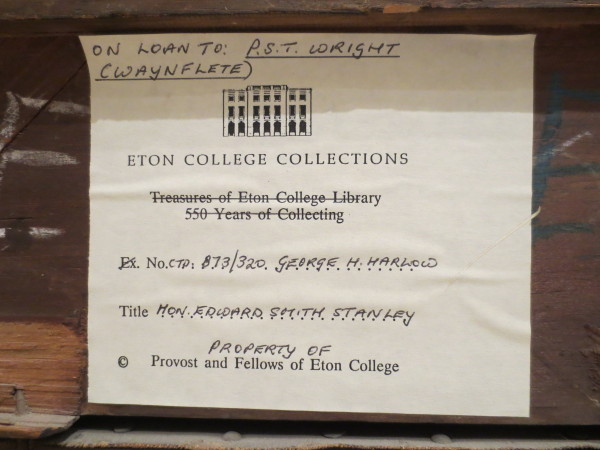 ON LOAN TO: P.S.T. WRIGHT
(WAYNFLETE)
ETON COLLEGE COLLECTIONS
Treasures of Eton College Library
550 Years of Collecting
Ex. No. CTP: 873/320. GEORGE H. HARLOW
Title HON. EDWARD SMITH STANLEY
PROPERTY OF
© Provost and Fellows of Eton College